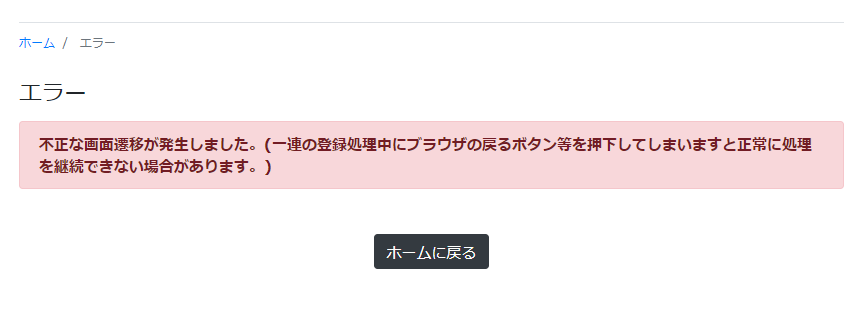 ホーム / エラー
エラー
不正な画面遷移が発生しました。(一連の登録処理中にブラウザの戻るボタン等を押下してしまいますと正常に処理
を継続できない場合があります。)
ホームに戻る